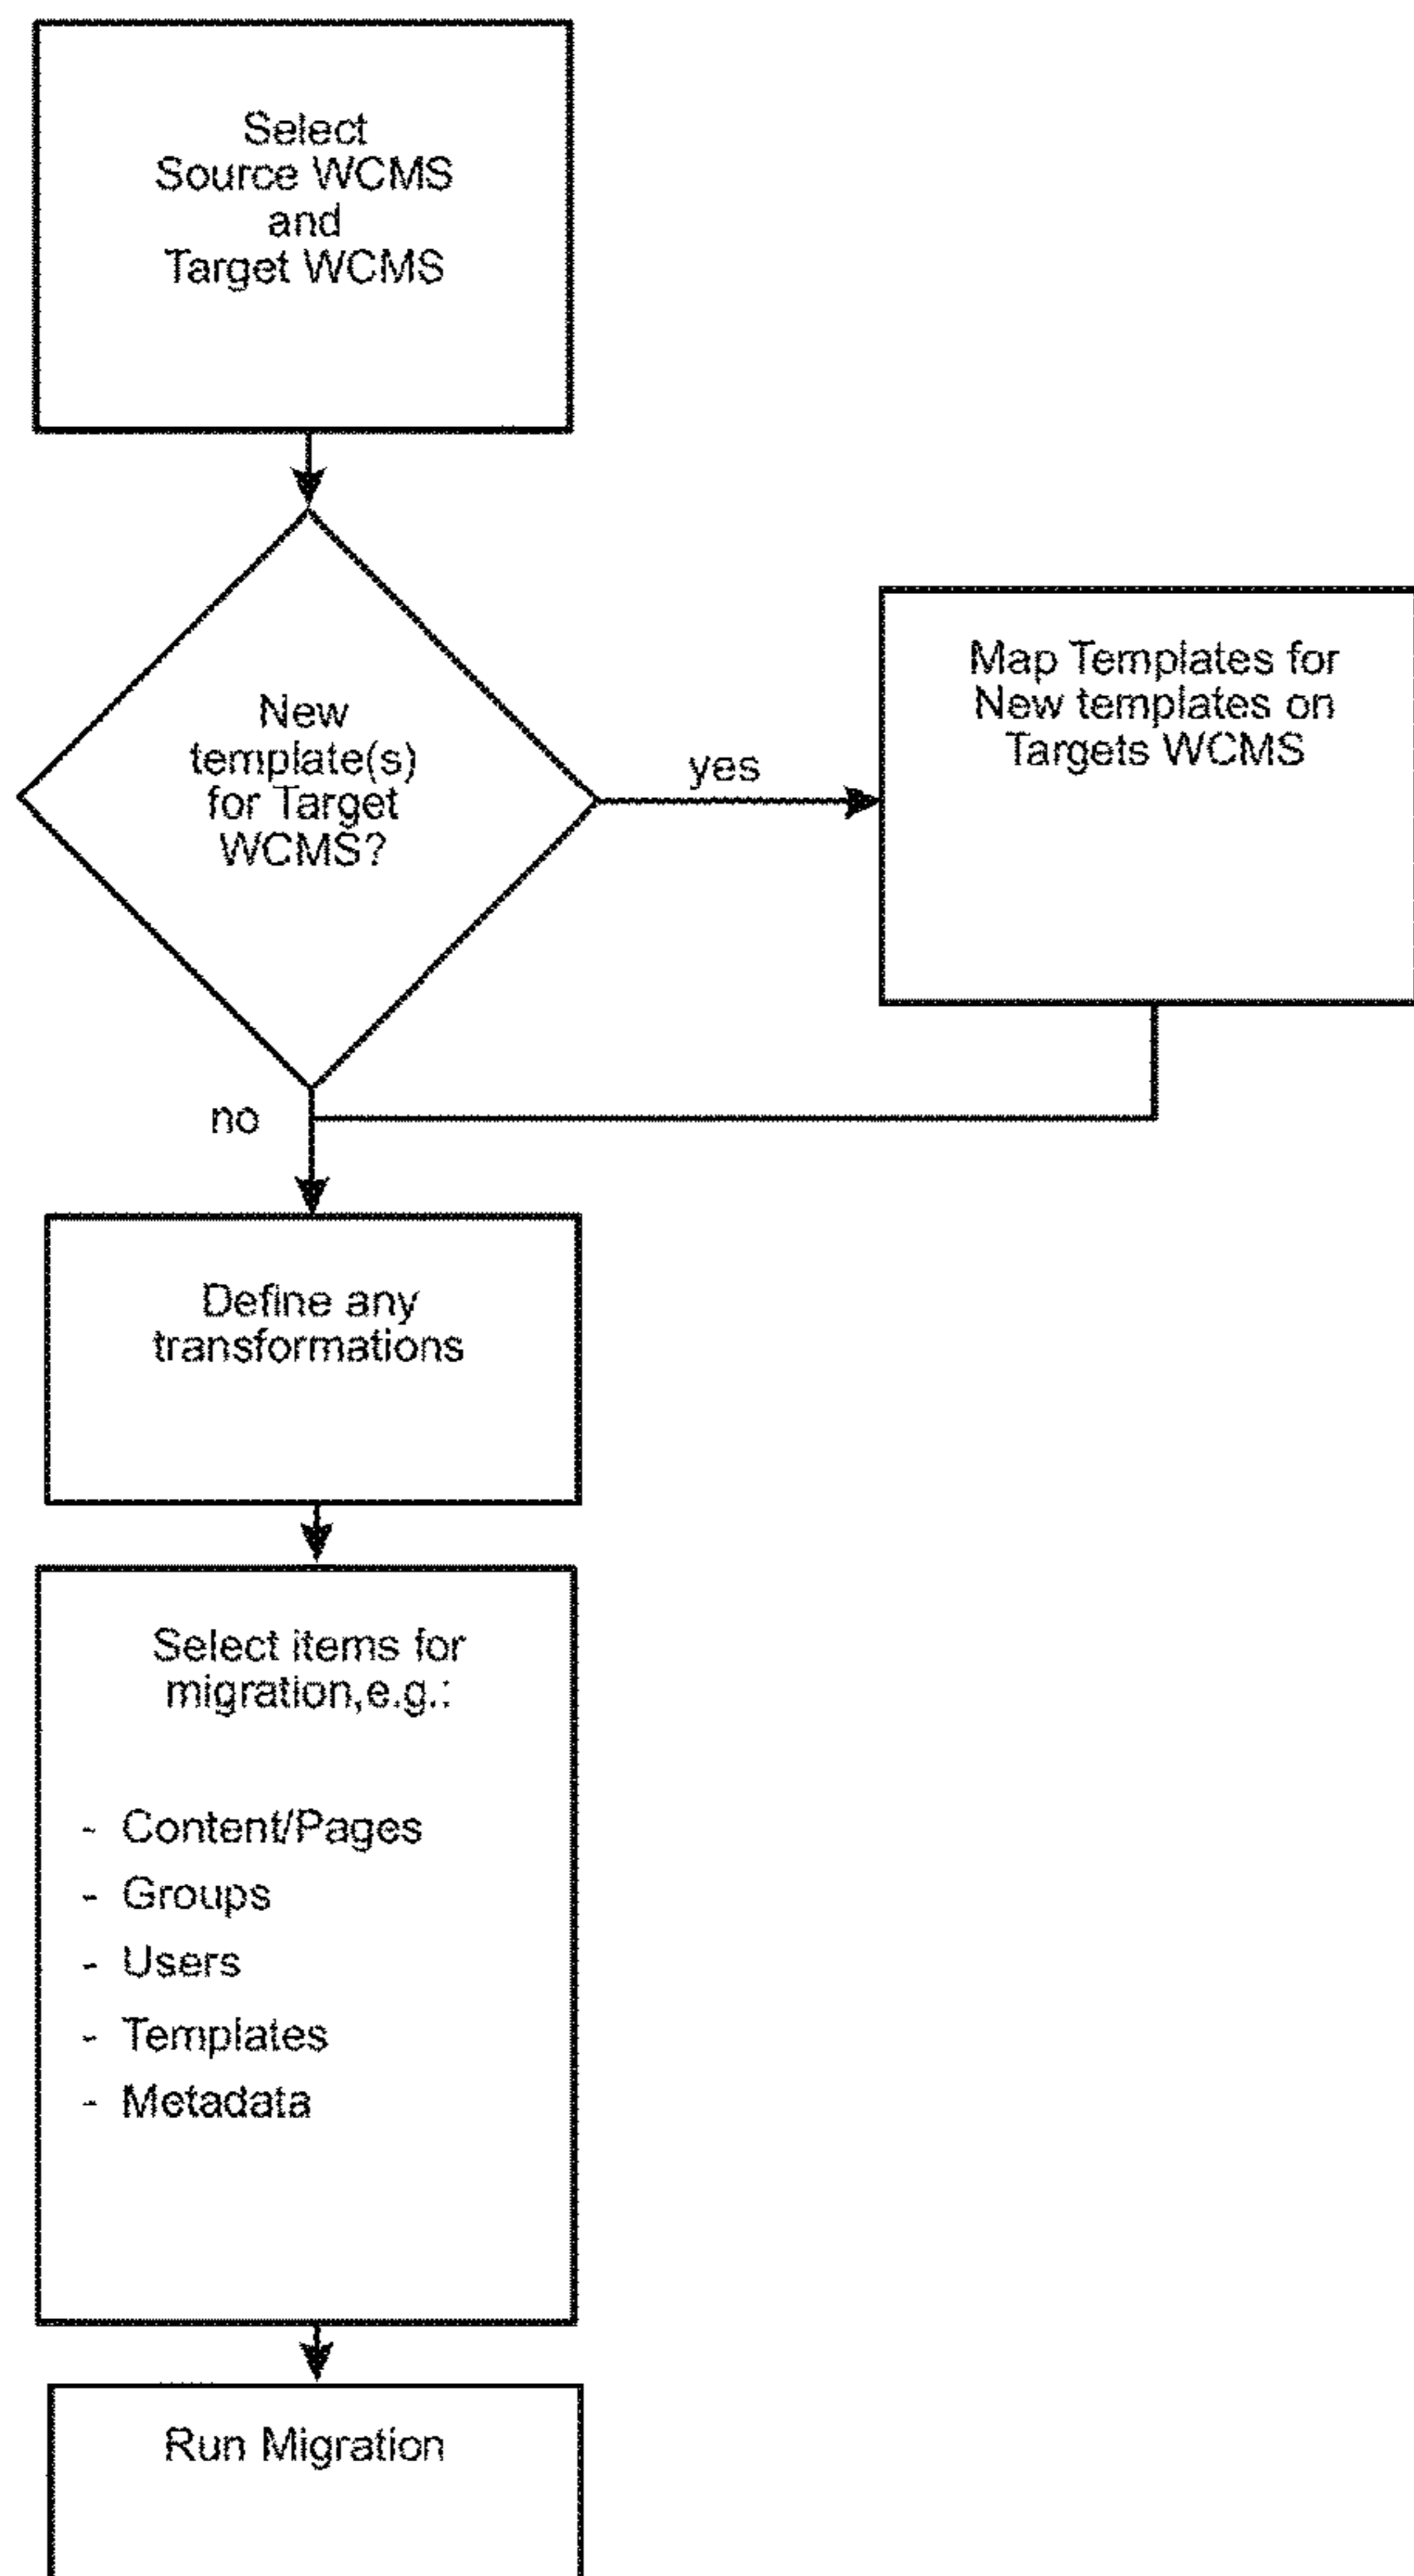 Select
Source WCMS
and
Target WCMS
New
template(s)
for Target
WCMS?
yes
Map Templates for
New templates on
Targets WCMS
no
Define any
transformations
Select items for
migration,e.g.:
- Content/Pages
- Groups
- Users
- Templates
- Metadata
Run Migration